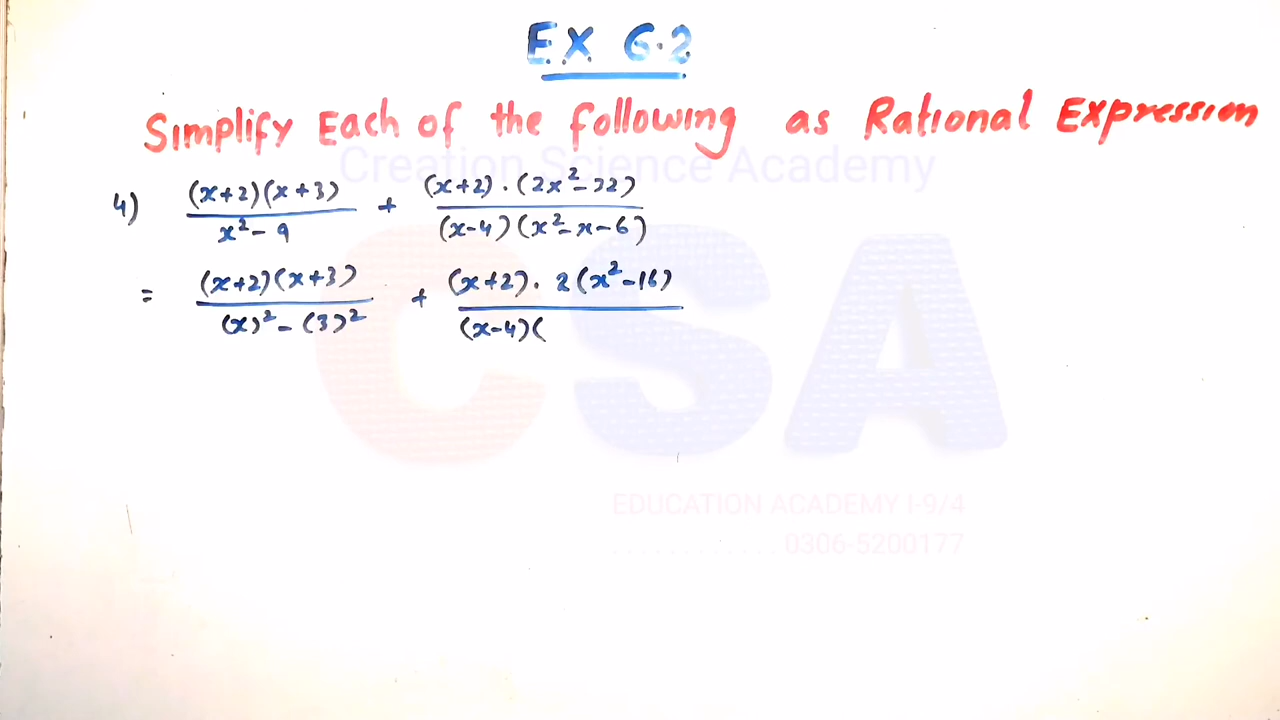 EX 6.2
Simplify Each of the following as Rational Expression
Creation Science Academy
4) (x+2)(x+3) / x² - 9 + (x+2) . (2x² - 32) / (x-4)(x² - x - 6)
= (x+2)(x+3) / (x)² - (3)² + (x+2) . 2(x² - 16) / (x-4)(
CSA
EDUCATION ACADEMY I-9/4
0306-5200177